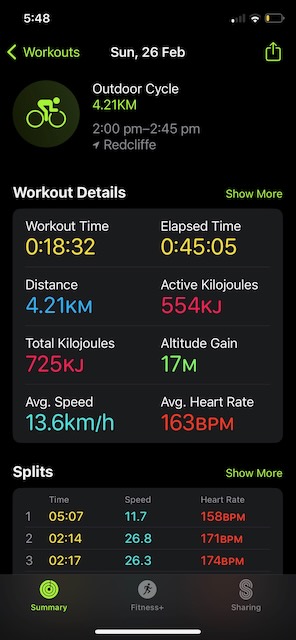 5:48
Workouts Sun, 26 Feb
Outdoor Cycle
4.21KM
2:00 pm–2:45 pm
Redcliffe
Workout Details Show More
Workout Time Elapsed Time
0:18:32 0:45:05
Distance Active Kilojoules
4.21KM 554KJ
Total Kilojoules Altitude Gain
725KJ 17M
Avg. Speed Avg. Heart Rate
13.6km/h 163BPM
Splits Show More
Time Speed Heart Rate
1 05:07 11.7 158BPM
2 02:14 26.8 171BPM
3 02:17 26.3 174BPM
Summary Fitness+ Sharing